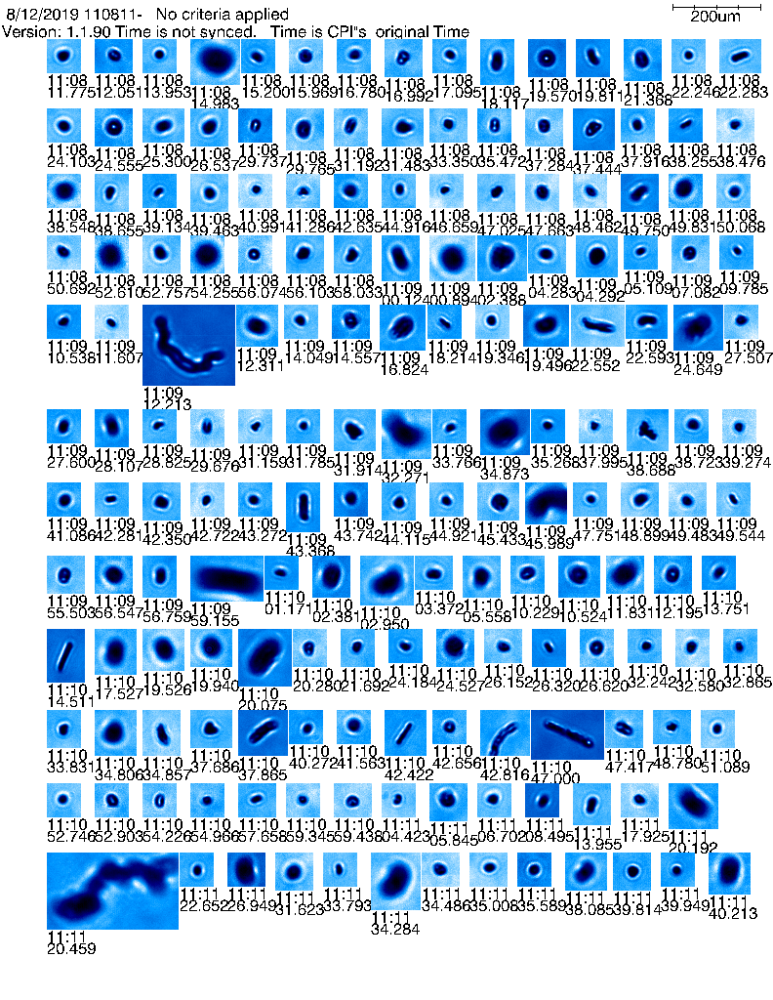 8/12/2019 110811-   No criteria applied
200um
Version: 1.1.90 Time is not synced.   Time is CPI"s  original Time
11:08 11:08 11:08 11:08 11:08 11:08 11:08 11:08 11:08 11:08 11:08 11:08 11:08 11:08 11:08
11.775 12.051 13.953 14.983 15.200 15.969 16.780 16.992 17.095 18.117 19.570 19.811 21.368 22.246 22.283
11:08 11:08 11:08 11:08 11:08 11:08 11:08 11:08 11:08 11:08 11:08 11:08 11:08 11:08 11:08
24.103 24.555 25.300 26.537 29.737 29.765 31.192 31.483 33.350 35.472 37.284 37.444 37.916 38.255 38.476
11:08 11:08 11:08 11:08 11:08 11:08 11:08 11:08 11:08 11:08 11:08 11:08 11:08 11:08 11:08
38.548 38.655 39.134 39.463 40.991 41.286 42.635 44.916 46.659 47.025 47.663 48.462 49.750 49.831 50.068
11:08 11:08 11:08 11:08 11:08 11:08 11:08 11:09 11:09 11:09 11:09 11:09 11:09 11:09 11:09
50.692 52.610 52.757 54.255 56.074 56.103 58.033 00.124 00.894 02.388 04.283 04.292 05.109 07.082 09.785
11:09 11:09 11:09 11:09 11:09 11:09 11:09 11:09 11:09 11:09 11:09 11:09 11:09 11:09
10.538 11.607 12.213 12.311 14.049 14.557 16.824 18.214 19.346 19.496 22.552 22.593 24.649 27.507
11:09 11:09 11:09 11:09 11:09 11:09 11:09 11:09 11:09 11:09 11:09 11:09 11:09 11:09 11:09
27.600 28.107 28.825 29.676 31.159 31.785 31.914 32.271 33.766 34.873 35.268 37.995 38.688 38.723 39.274
11:09 11:09 11:09 11:09 11:09 11:09 11:09 11:09 11:09 11:09 11:09 11:09 11:09 11:09 11:09
41.086 42.281 42.350 42.722 43.272 43.368 43.742 44.115 44.921 45.433 45.989 47.751 48.899 49.483 49.544
11:09 11:09 11:09 11:09 11:10 11:10 11:10 11:10 11:10 11:10 11:10 11:10 11:10 11:10
55.503 56.547 56.759 59.155 01.171 02.381 02.950 03.372 05.558 10.229 10.524 11.831 12.195 13.751
11:10 11:10 11:10 11:10 11:10 11:10 11:10 11:10 11:10 11:10 11:10 11:10 11:10 11:10 11:10
14.511 17.527 19.526 19.940 20.075 20.280 21.692 24.184 24.527 26.152 26.320 26.620 32.242 32.580 32.865
11:10 11:10 11:10 11:10 11:10 11:10 11:10 11:10 11:10 11:10 11:10 11:10 11:10 11:10
33.831 34.806 34.857 37.686 37.865 40.272 41.563 42.422 42.656 42.816 47.000 47.417 48.780 51.089
11:10 11:10 11:10 11:10 11:10 11:10 11:10 11:11 11:11 11:11 11:11 11:11 11:11 11:11
52.746 52.903 54.226 54.966 57.658 59.345 59.438 04.423 05.845 06.702 08.495 13.955 17.925 20.192
11:11 11:11 11:11 11:11 11:11 11:11 11:11 11:11 11:11 11:11 11:11 11:11 11:11
20.459 22.652 26.949 31.623 33.793 34.284 34.486 35.008 35.589 38.085 39.814 39.949 40.213